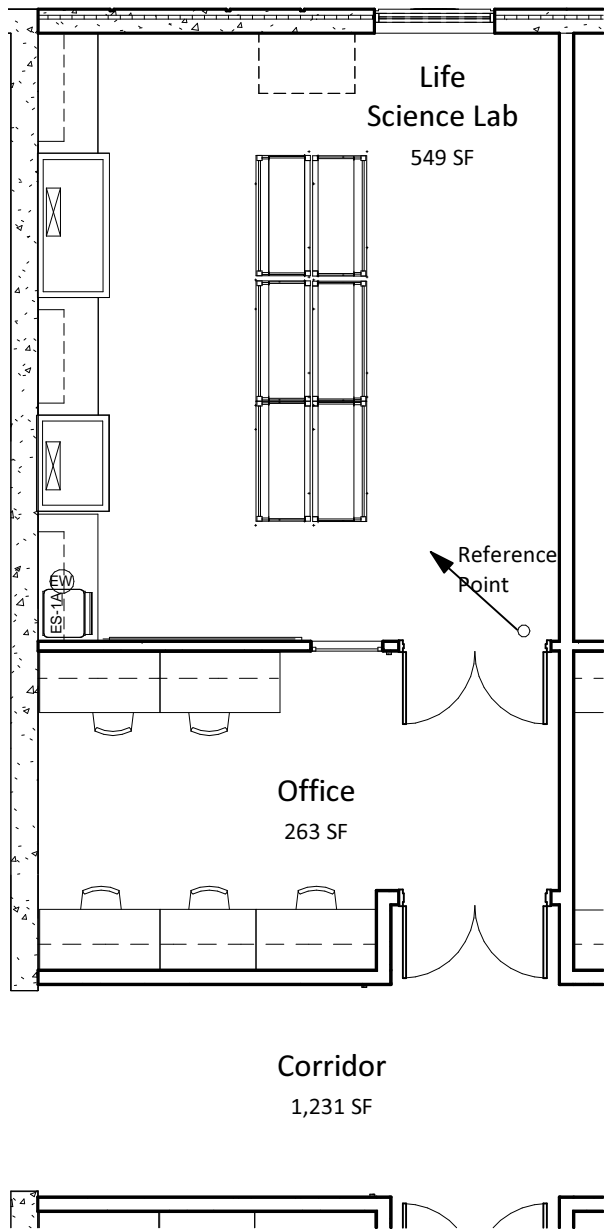 Life
Science Lab
549 SF
Reference
Point
EW
ES-1A
Office
263 SF
Corridor
1,231 SF